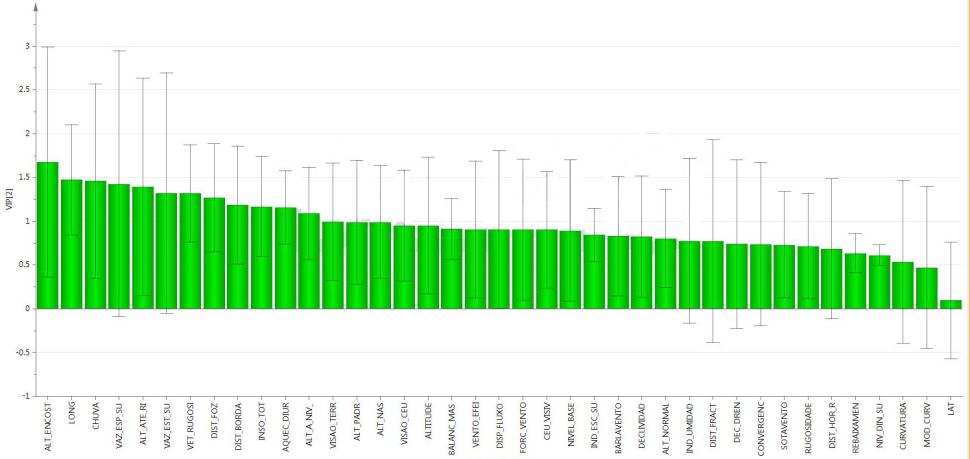 3
2.5
2
1.5
1
0.5
0
-0.5
-1
VIP[2]
ALT_ENCOST
LONG
CHUVA
VAZ_ESP_SU
ALT_ATE_RI
VAZ_EST_SU
VET_RUGOSI
DIST_FOZ
DIST_BORDA
INSO_TOT
AQUEC_DIUR
ALT_A_NIV_
VISAO_TERR
ALT_PADR
ALT_NAS
VISAO_CEU
ALTITUDE
BALANC_MAS
VENTO_EFEI
DISP_FLUXO
FORC_VENTO
CEU_VISIV
NIVEL_BASE
IND_ESC_SU
BARLAVENTO
DECLIVIDAD
ALT_NORMAL
IND_UMIDAD
DIST_FRACT
DEC_DREN
CONVERGENC
SOTAVENTO
RUGOSIDADE
DIST_HOR_R
REBAIXAMEN
NIV_DIN_SU
CURVATURA
MOD_CURV
LAT